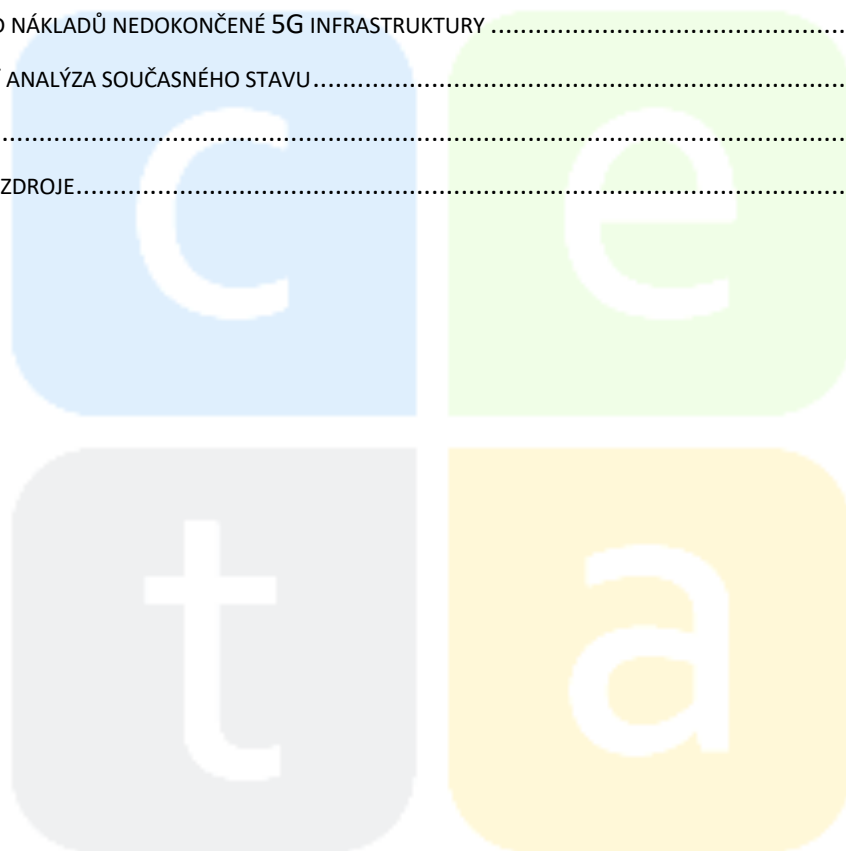 D NÁKLADŮ NEDOKONČENÉ 5G INFRASTRUKTURY ........................................................
Í ANALÝZA SOUČASNÉHO STAVU ........................................................................................
........................................................................................................................................
ZDROJE ............................................................................................................................
c e
t a